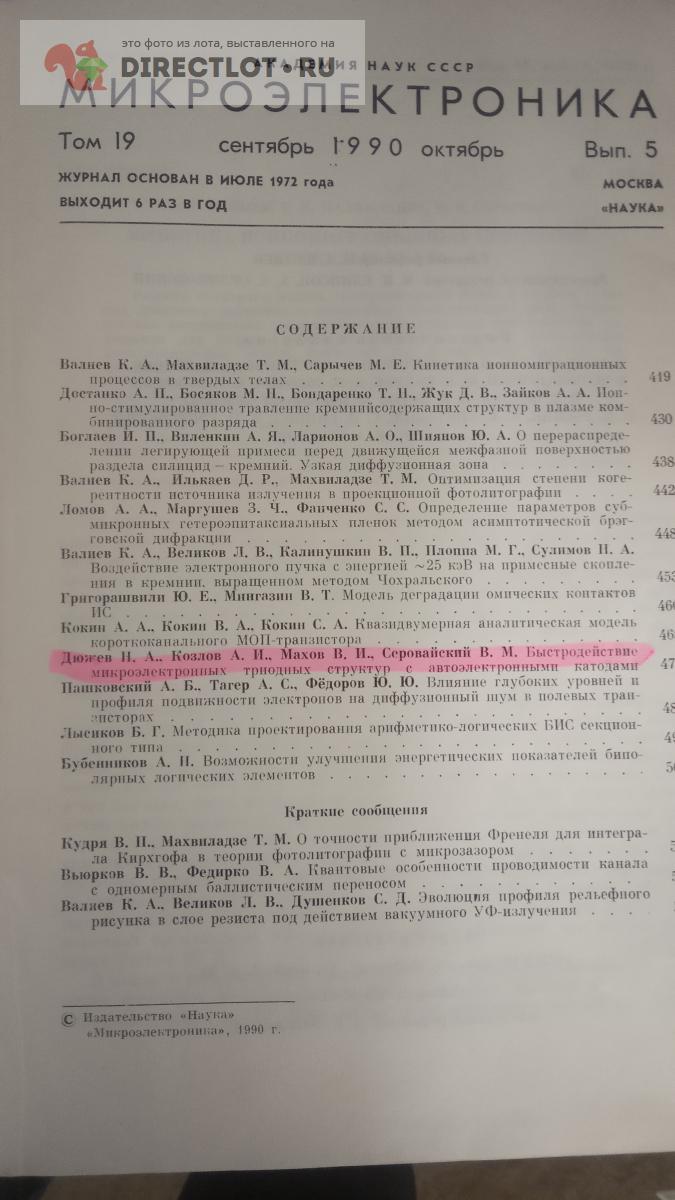 это фото из лота, выставленного на
DIRECTLOT.RU
АКАДЕМИЯ НАУК СССР
МИКРОЭЛЕКТРОНИКА
Том 19 сентябрь 1990 октябрь Вып. 5
ЖУРНАЛ ОСНОВАН В ИЮЛЕ 1972 года МОСКВА
ВЫХОДИТ 6 РАЗ В ГОД «НАУКА»
СОДЕРЖАНИЕ
Валиев К. А., Махвиладзе Т. М., Сарычев М. Е. Кинетика ионномиграционных
процессов в твердых телах . . . . . . . . . . . . . . . . 419
Достанко А. П., Босяков М. Н., Бондаренко Т. Н., Жук Д. В., Зайков А. А. Ион-
но-стимулированное травление кремнийсодержащих структур в плазме ком-
бинированного разряда . . . . . . . . . . . . . . . . . 430
Боглаев И. П., Виленкин А. Я., Ларионов А. О., Шиянов Ю. А. О перераспреде-
лении легирующей примеси перед движущейся межфазной поверхностью
раздела силицид – кремний. Узкая диффузионная зона . . . . . . . 438
Валиев К. А., Илькаев Д. Р., Махвиладзе Т. М. Оптимизация степени коге-
рентности источника излучения в проекционной фотолитографии . . . . 442
Ломов А. А., Маргушев З. Ч., Фанченко С. С. Определение параметров суб-
микронных гетероэпитаксиальных пленок методом асимптотической брэг-
говской дифракции . . . . . . . . . . . . . . . . . . 448
Валиев К. А., Великов Л. В., Калинушкин В. П., Плоппа М. Г., Сулимов Н. А.
Воздействие электронного пучка с энергией ~25 кэВ на примесные скопле-
ния в кремнии, выращенном методом Чохральского . . . . . . . . 453
Григорашвили Ю. Е., Мингазин В. Т. Модель деградации омических контактов
ИС . . . . . . . . . . . . . . . . . . . . . . 46
Кокин А. А., Кокин В. А., Кокин С. А. Квазидвумерная аналитическая модель
короткоканального МОП-транзистора . . . . . . . . . . . . 46
Дюжев Н. А., Козлов А. И., Махов В. И., Серовайский В. М. Быстродействие
микроэлектронных триодных структур с автоэлектронными катодами 47
Пашковский А. Б., Тагер А. С., Фёдоров Ю. Ю. Влияние глубоких уровней и
профиля подвижности электронов на диффузионный шум в полевых тран-
зисторах . . . . . . . . . . . . . . . . . . . . 48
Лысиков Б. Г. Методика проектирования арифметико-логических БИС секцион-
ного типа . . . . . . . . . . . . . . . . . . . . 49
Бубенников А. Н. Возможности улучшения энергетических показателей бипо-
лярных логических элементов . . . . . . . . . . . . . . 50
Краткие сообщения
Кудря В. П., Махвиладзе Т. М. О точности приближения Френеля для интегра-
ла Кирхгофа в теории фотолитографии с микрозазором . . . . . . 5
Вьюрков В. В., Федирко В. А. Квантовые особенности проводимости канала
с одномерным баллистическим переносом . . . . . . . . . .
Валиев К. А., Великов Л. В., Душенков С. Д. Эволюция профиля рельефного
рисунка в слое резиста под действием вакуумного УФ-излучения . . .
© Издательство «Наука»
«Микроэлектроника», 1990 г.